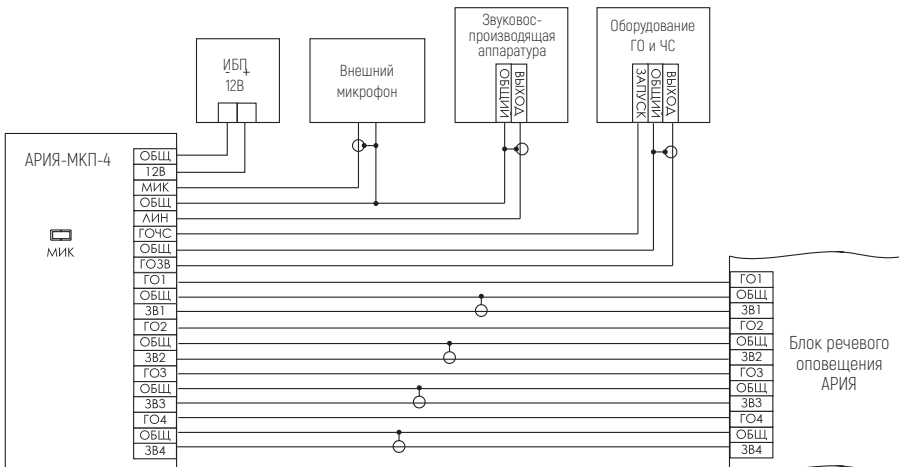 ИБП
- +
12В
Внешний
микрофон
Звуковос-
производящая
аппаратура
ОБЩИЙ
ВЫХОД
Оборудование
ГО и ЧС
ЗАПУСК
ОБЩИЙ
ВЫХОД
АРИЯ-МКП-4
МИК
ОБЩ
12В
МИК
ОБЩ
ЛИН
ГОЧС
ОБЩ
ГОЗВ
ГО1
ОБЩ
ЗВ1
ГО2
ОБЩ
ЗВ2
ГО3
ОБЩ
ЗВ3
ГО4
ОБЩ
ЗВ4
ГО1
ОБЩ
ЗВ1
ГО2
ОБЩ
ЗВ2
ГО3
ОБЩ
ЗВ3
ГО4
ОБЩ
ЗВ4
Блок речевого
оповещения
АРИЯ